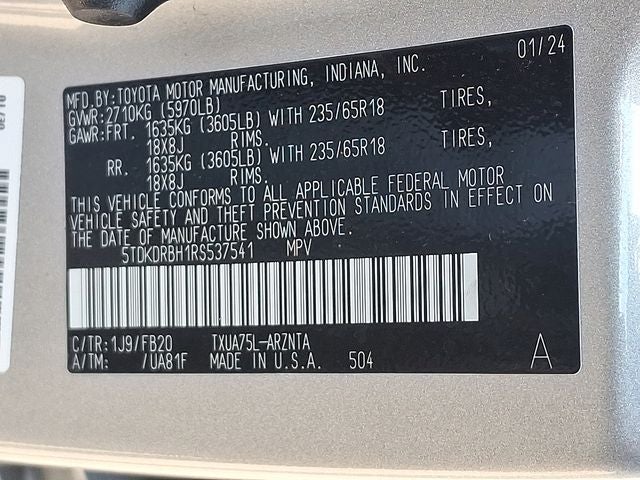 01/24
MFD.BY:TOYOTA MOTOR MANUFACTURING, INDIANA, INC.
GVWR:2710KG (5970LB)
GAWR:FRT. 1635KG (3605LB) WITH 235/65R18 TIRES,
18X8J RIMS.
RR. 1635KG (3605LB) WITH 235/65R18 TIRES,
18X8J RIMS.
THIS VEHICLE CONFORMS TO ALL APPLICABLE FEDERAL MOTOR
VEHICLE SAFETY AND THEFT PREVENTION STANDARDS IN EFFECT ON
THE DATE OF MANUFACTURE SHOWN ABOVE.
5TDKDRBH1RS537541 MPV
C/TR:1J9/FB20 TXUA75L-ARZNTA
A/TM: /UA81F MADE IN U.S.A. 504 A